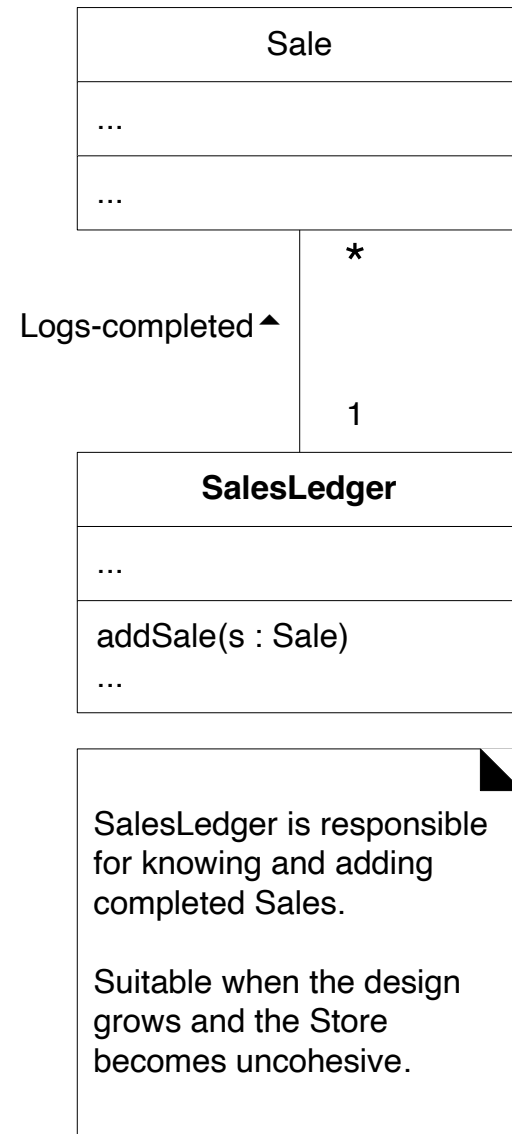 Sale
...
...
*
Logs-completed
1
SalesLedger
...
addSale(s : Sale)
...
SalesLedger is responsible
for knowing and adding
completed Sales.
Suitable when the design
grows and the Store
becomes uncohesive.